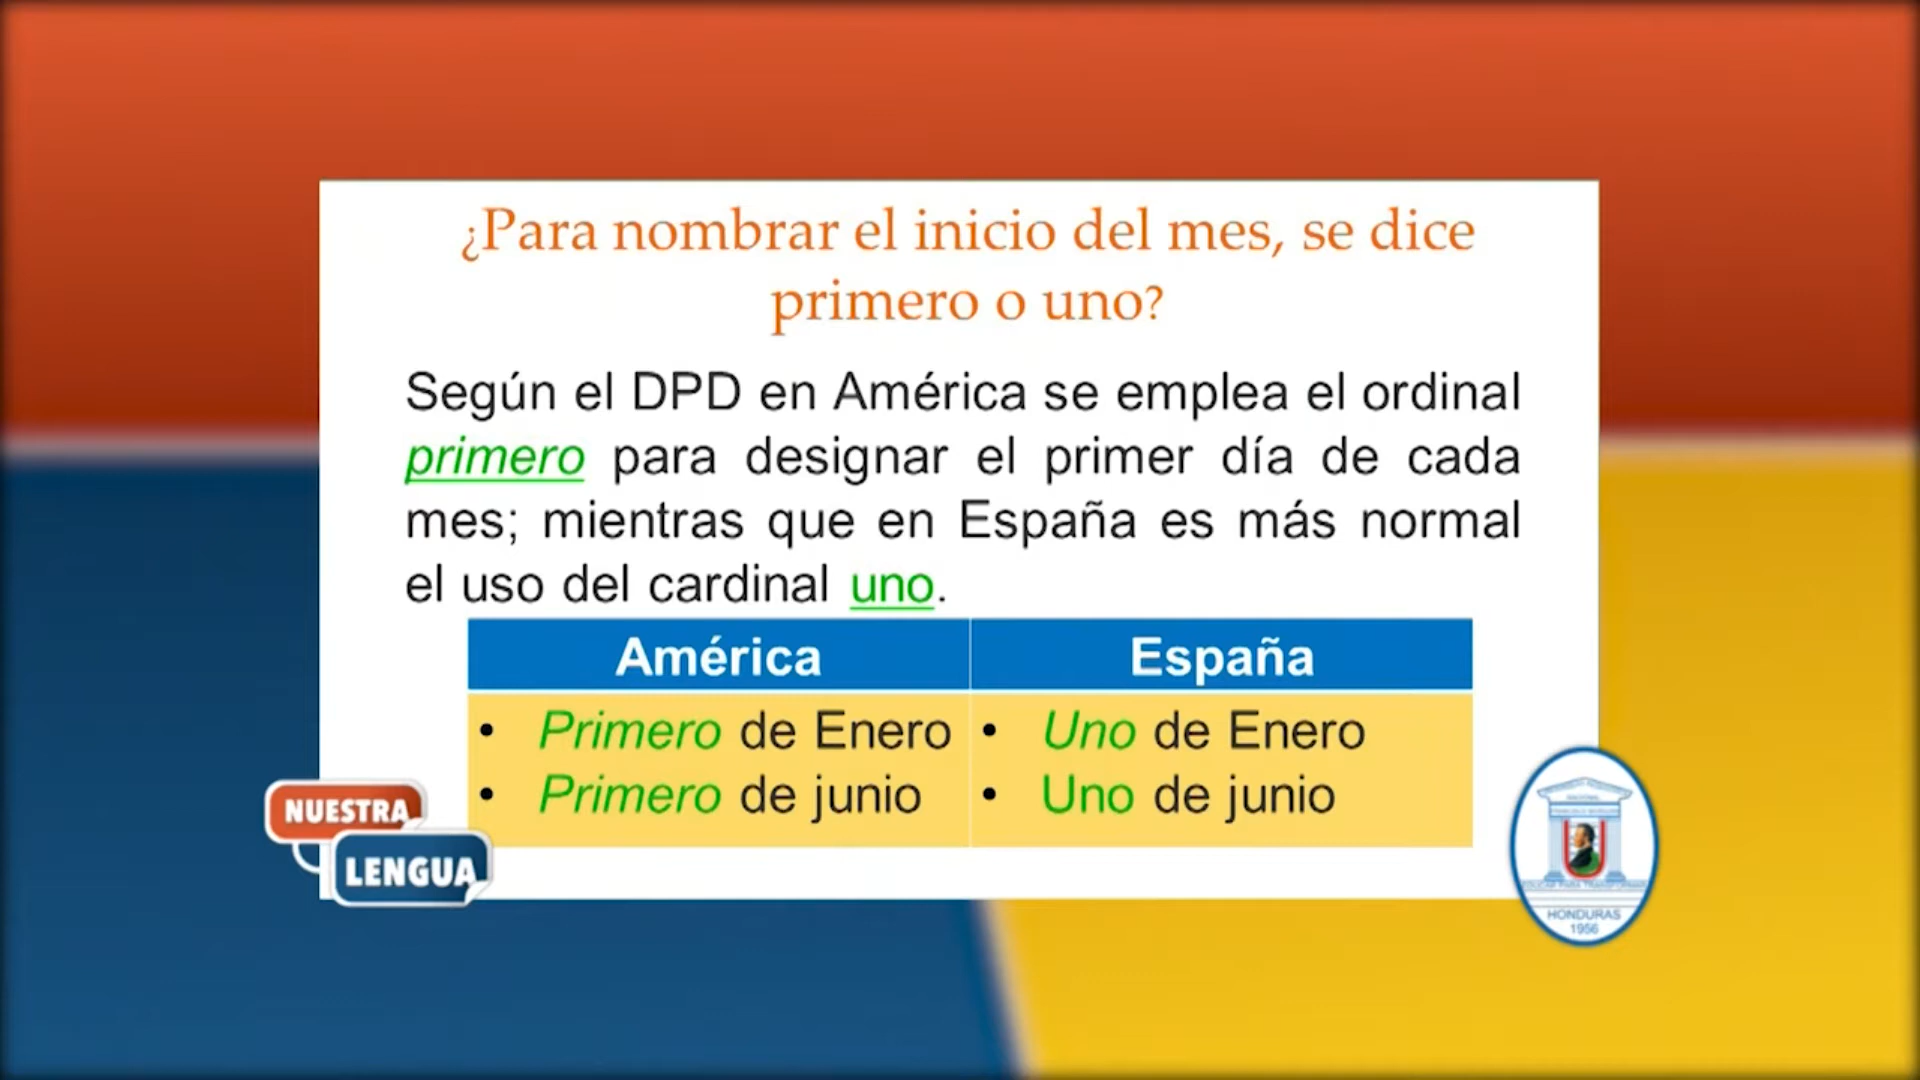 ¿Para nombrar el inicio del mes, se dice
primero o uno?
Según el DPD en América se emplea el ordinal
primero para designar el primer día de cada
mes; mientras que en España es más normal
el uso del cardinal uno.
América España
• Primero de Enero • Uno de Enero
• Primero de junio • Uno de junio
NUESTRA
LENGUA
HONDURAS
1956